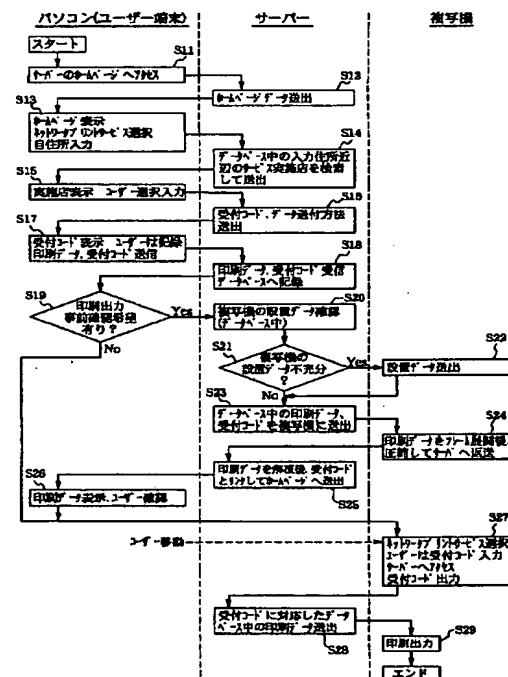 パソコン(ユーザー端末)
サーバー
複写機
スタート
S11
サーバーのホームページへアクセス
S12
ホームページデータ送出
S13
ホームページ表示
ネットワークプリントサービス選択
自住所入力
S14
データベース中の入力住所近
辺のサービス実施店を検索
して送出
S15
実施店表示 ユーザー選択入力
S16
受付コード、データ送付方法
送出
S17
受付コード表示 ユーザーは記録
印刷データ、受付コード送信
S18
印刷データ、受付コード受信
データベースへ記録
S19
印刷出力
事前確認希望
有り?
Yes
No
S20
複写機の設置データ確認
(データベース中)
S21
複写機の
設置データ不充分
?
Yes
No
S22
設置データ送出
S23
データベース中の印刷データ、
受付コードを複写機に送出
S24
印刷データをフレーム展開後
圧縮してサーバへ返送
印刷データを解凍後、受付コード
とリンクしてホームページへ送出
S25
S26
印刷データ表示、ユーザー確認
ユーザー移動
S27
ネットワークプリントサービス選択
ユーザーは受付コード入力
サーバーへアクセス
受付コード出力
受付コードに対応したデータ
ベース中の印刷データ送出
S28
S29
印刷出力
エンド